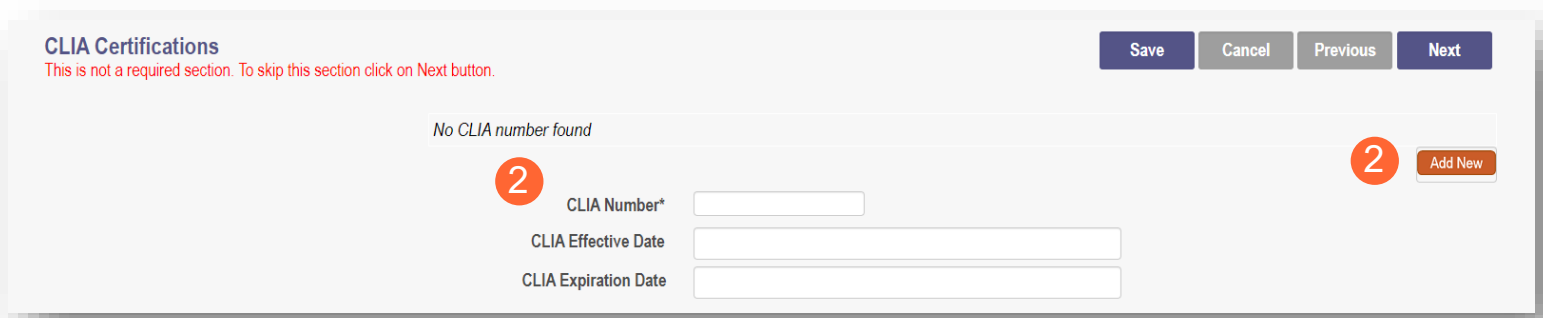 CLIA Certifications
Save Cancel Previous Next
This is not a required section. To skip this section click on Next button.
No CLIA number found
2 Add New
2
CLIA Number*
CLIA Effective Date
CLIA Expiration Date